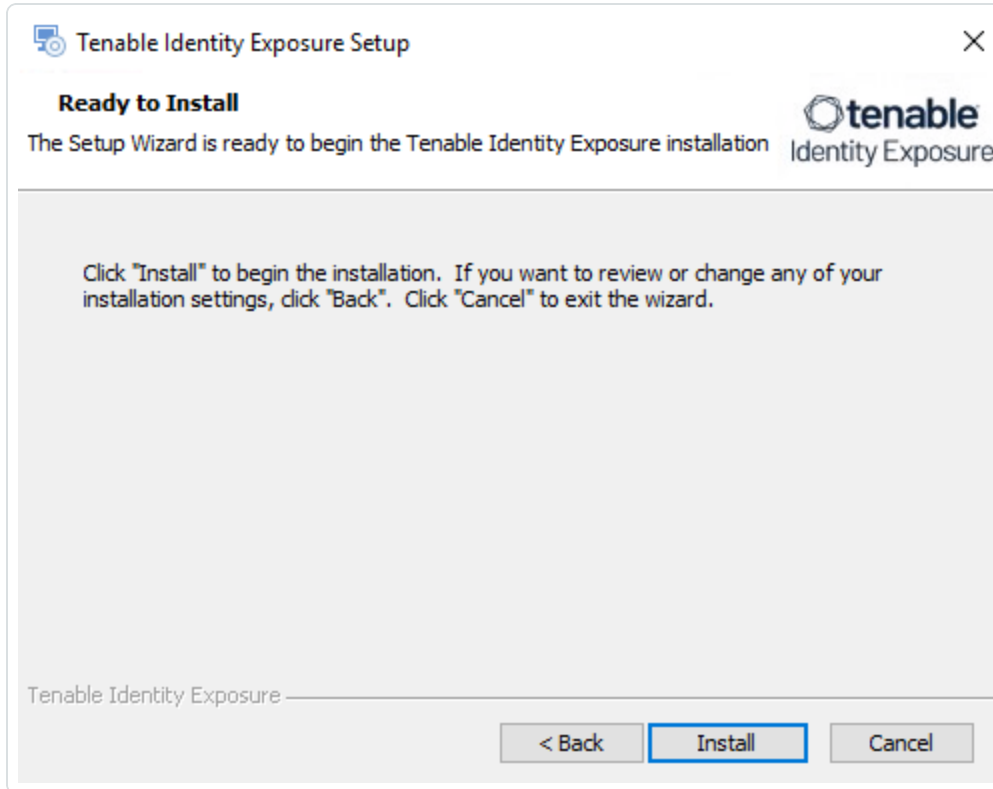 Tenable Identity Exposure Setup
Ready to Install
The Setup Wizard is ready to begin the Tenable Identity Exposure installation
tenable
Identity Exposure
Click "Install" to begin the installation.  If you want to review or change any of your
installation settings, click "Back".  Click "Cancel" to exit the wizard.
Tenable Identity Exposure
< Back
Install
Cancel